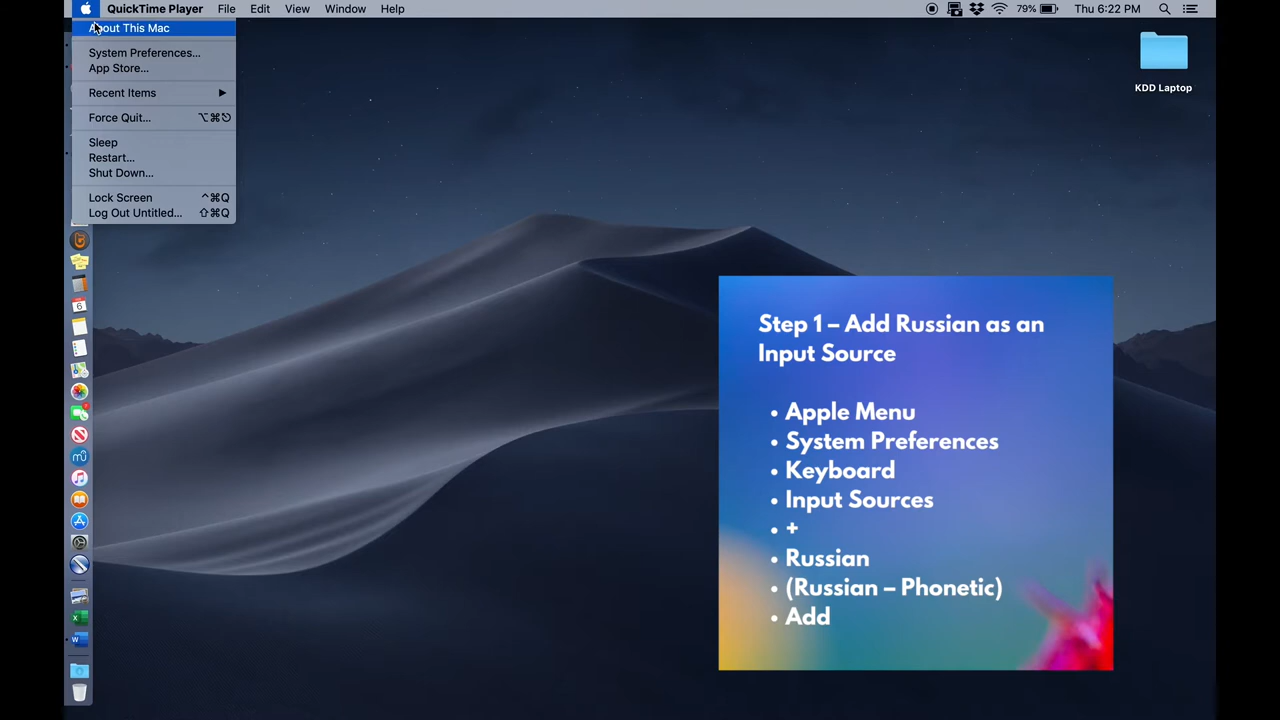 QuickTime Player File Edit View Window Help 79% Thu 6:22 PM
About This Mac
System Preferences...
App Store...
Recent Items
Force Quit... ⌥⌘⎋
Sleep
Restart...
Shut Down...
Lock Screen ^⌘Q
Log Out Untitled... ⇧⌘Q
KDD Laptop
Step 1 – Add Russian as an
Input Source
• Apple Menu
• System Preferences
• Keyboard
• Input Sources
• +
• Russian
• (Russian – Phonetic)
• Add
6
W